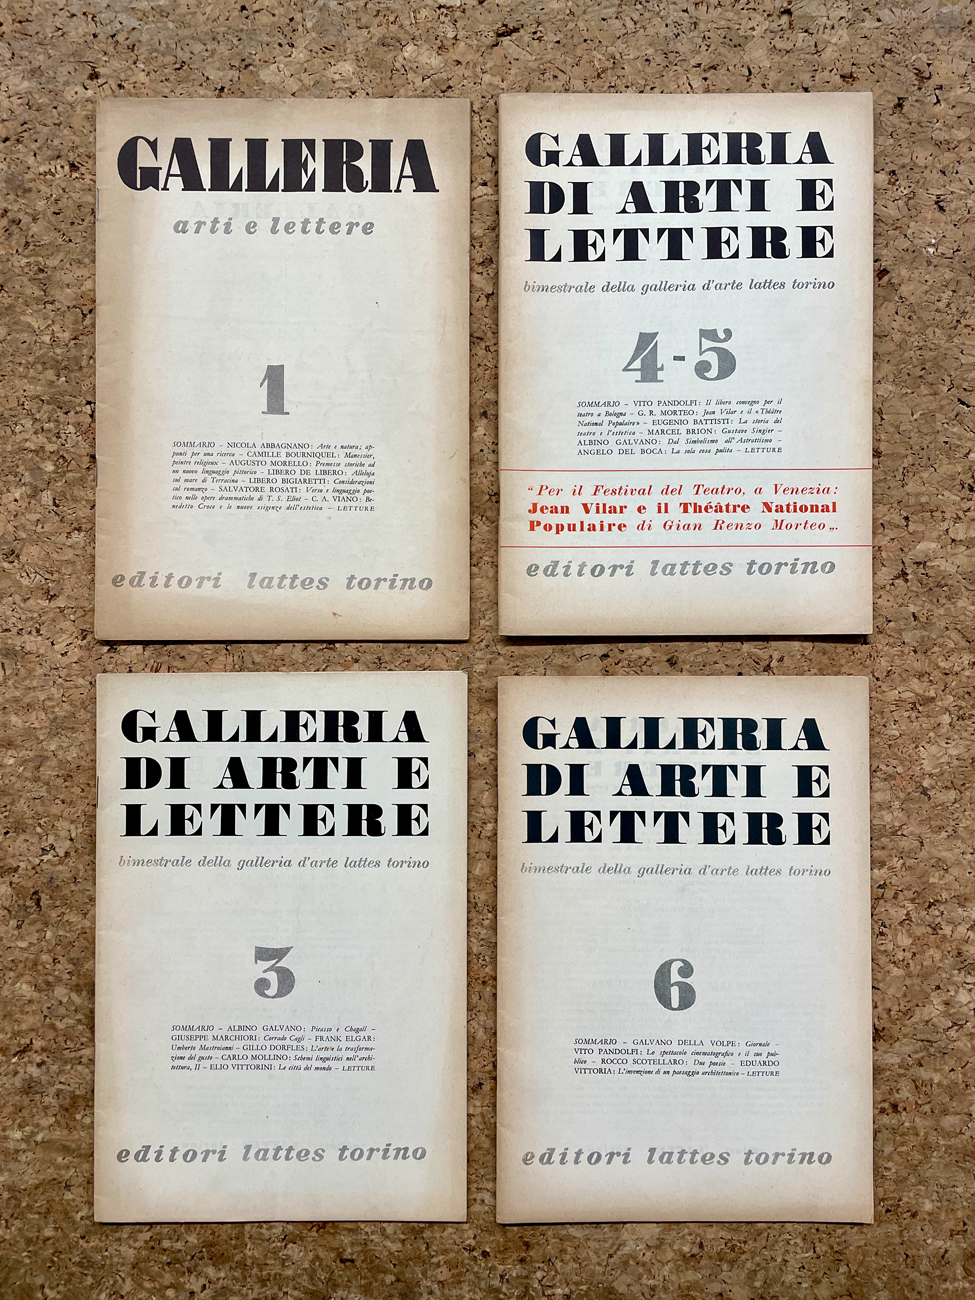 GALLERIA
arti e lettere
1
SOMMARIO – NICOLA ABBAGNANO: Arte e natura; ap-
punti per una ricerca – CAMILLE BOURNIQUEL: Manessier,
peintre religieux – AUGUSTO MORELLO: Premesse storiche ad
un nuovo linguaggio pittorico – LIBERO DE LIBERO: Alleluja
sul mare di Terracina – LIBERO BIGIARETTI: Considerazioni
sul romanzo – SALVATORE ROSATI: Verso e linguaggio poe-
tico nelle opere drammatiche di T. S. Eliot – C. A. VIANO: Be-
nedetto Croce e le nuove esigenze dell'estetica – LETTURE
editori lattes torino
GALLERIA
DI ARTI E
LETTERE
bimestrale della galleria d'arte lattes torino
4-5
SOMMARIO – VITO PANDOLFI: Il libero convegno per il
teatro a Bologna – G. R. MORTEO: Jean Vilar e il «Théâtre
National Populaire» – EUGENIO BATTISTI: La storia del
teatro e l'estetica – MARCEL BRION: Gustave Singier –
ALBINO GALVANO: Dal Simbolismo all'Astrattismo –
ANGELO DEL BOCA: La sola cosa pulita – LETTURE
"Per il Festival del Teatro, a Venezia:
Jean Vilar e il Théâtre National
Populaire di Gian Renzo Morteo„.
editori lattes torino
GALLERIA
DI ARTI E
LETTERE
bimestrale della galleria d'arte lattes torino
3
SOMMARIO – ALBINO GALVANO: Picasso e Chagall –
GIUSEPPE MARCHIORI: Corrado Cagli – FRANK ELGAR:
Umberto Mastroianni – GILLO DORFLES: L'arte e la trasforma-
zione del gusto – CARLO MOLLINO: Schemi linguistici nell'archi-
tettura, II – ELIO VITTORINI: Le città del mondo – LETTURE
editori lattes torino
GALLERIA
DI ARTI E
LETTERE
bimestrale della galleria d'arte lattes torino
6
SOMMARIO – GALVANO DELLA VOLPE: Giornale –
VITO PANDOLFI: Lo spettacolo cinematografico e il suo pub-
blico – ROCCO SCOTELLARO: Due poesie – EDUARDO
VITTORIA: L'invenzione di un paesaggio architettonico – LETTURE
editori lattes torino